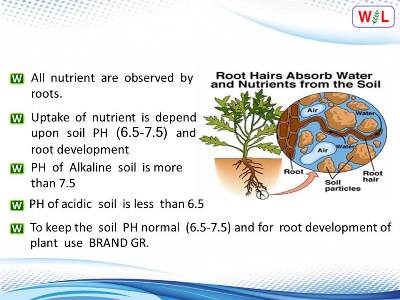 W!L
All nutrient are observed by
roots.
Uptake of nutrient is depend
upon soil PH (6.5-7.5) and
root development
PH of Alkaline soil is more
than 7.5
PH of acidic soil is less than 6.5
To keep the soil PH normal (6.5-7.5) and for root development of
plant use BRAND GR.
Root Hairs Absorb Water
and Nutrients from the Soil
Air
Water
Air
Water
Root
Soil
particles
Root
hair